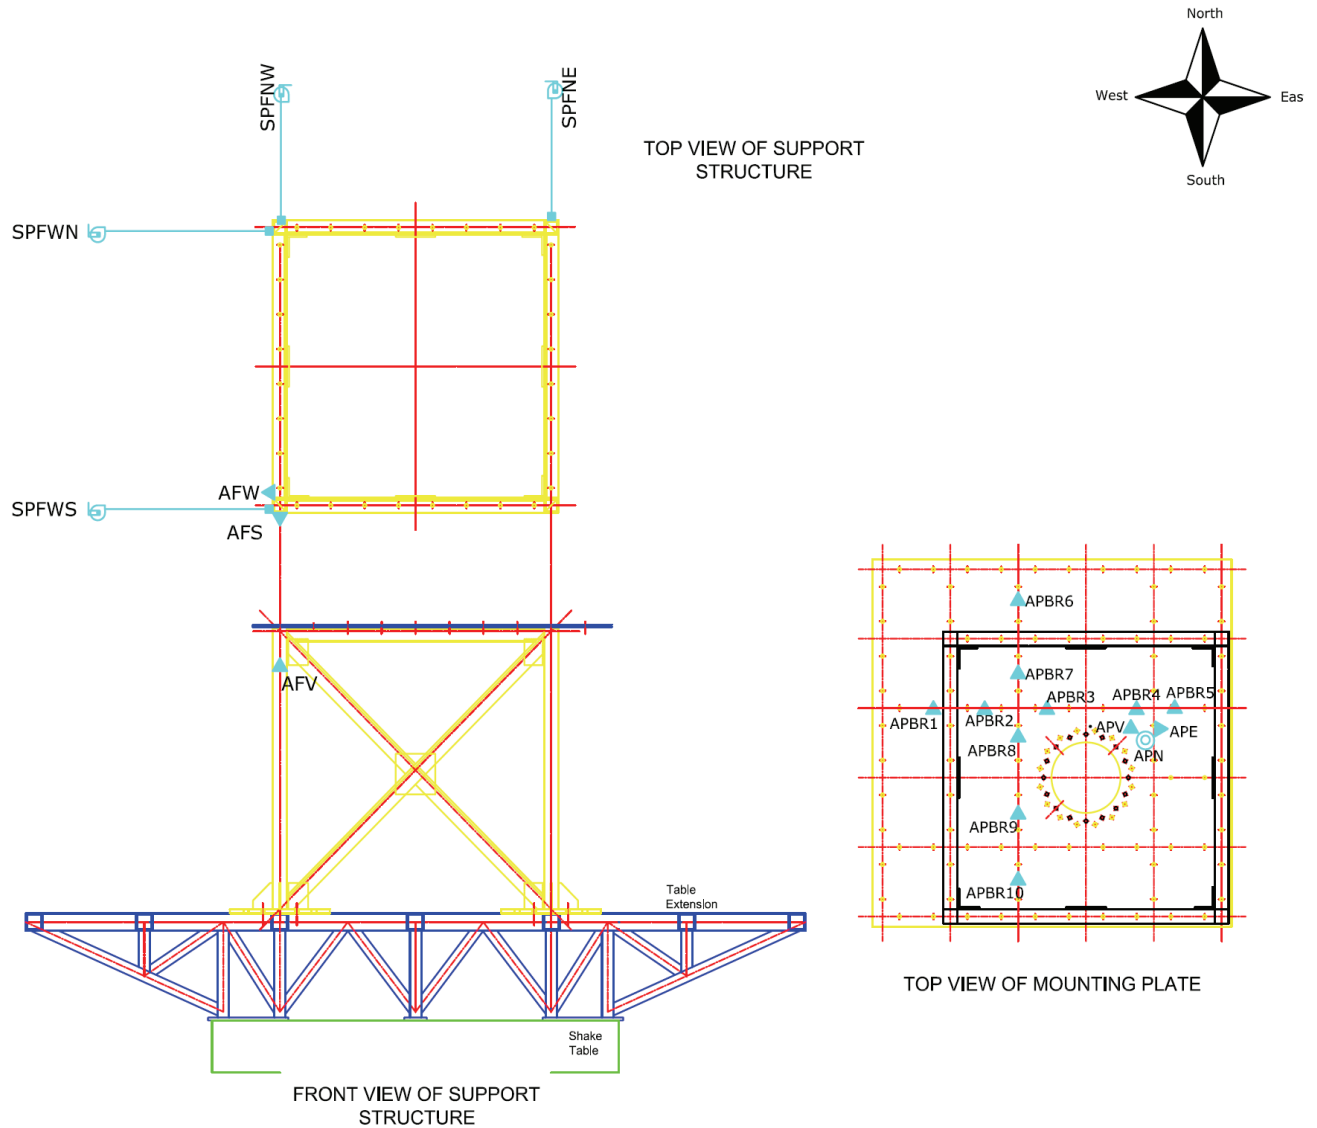 North
West
Eas
South
SPFNW
SPFNE
TOP VIEW OF SUPPORT
STRUCTURE
SPFWN
AFW
SPFWS
AFS
AFV
Table
Extension
Shake
Table
FRONT VIEW OF SUPPORT
STRUCTURE
APBR6
APBR7
APBR3
APBR4
APBR5
APBR1
APBR2
APV
APE
APBR8
APN
APBR9
APBR10
TOP VIEW OF MOUNTING PLATE